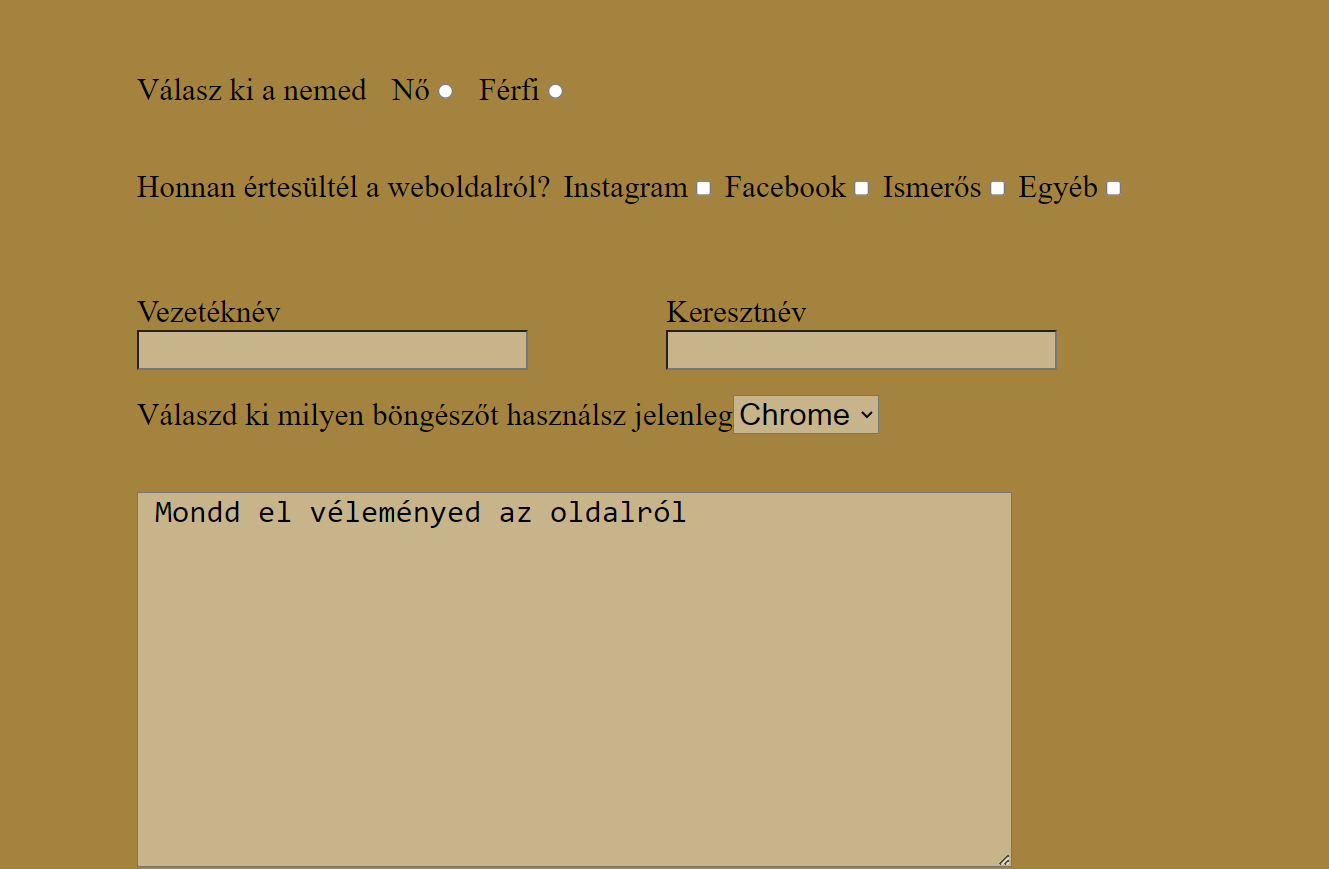 Válasz ki a nemed Nő Férfi
Honnan értesültél a weboldalról? Instagram Facebook Ismerős Egyéb
Vezetéknév Keresztnév
Válaszd ki milyen böngészőt használsz jelenleg Chrome
Mondd el véleményed az oldalról